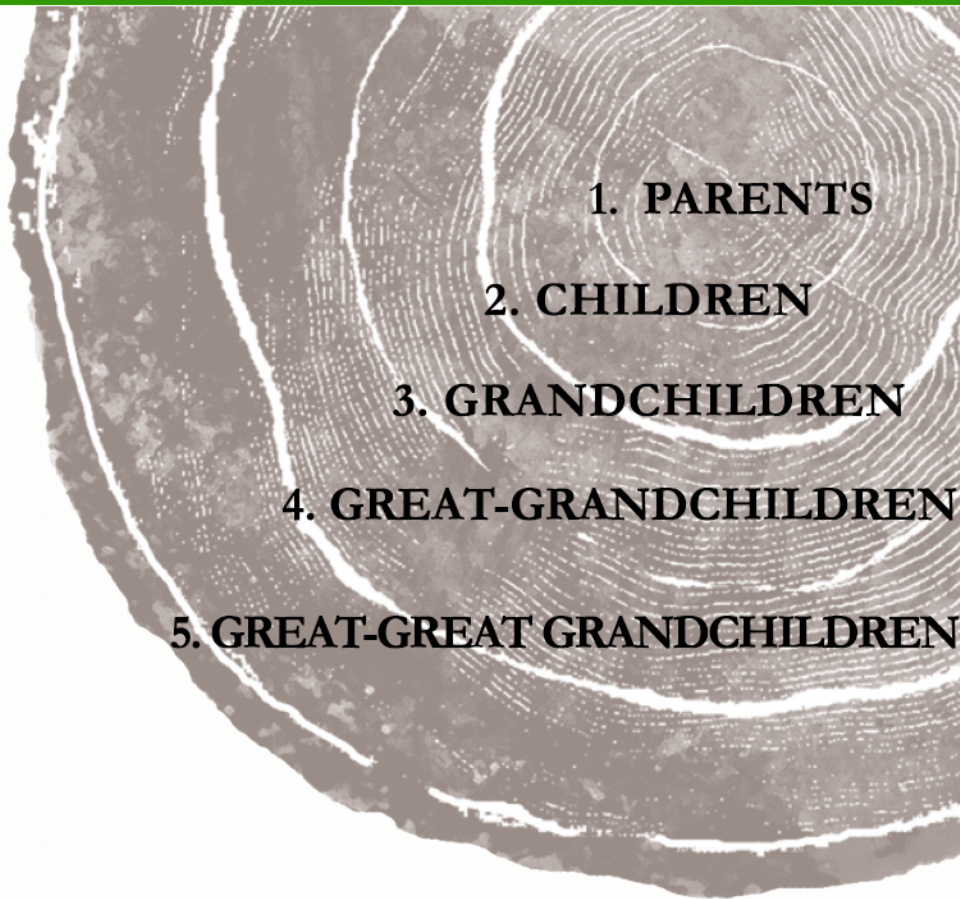 1. PARENTS
2. CHILDREN
3. GRANDCHILDREN
4. GREAT-GRANDCHILDREN
5. GREAT-GREAT GRANDCHILDREN